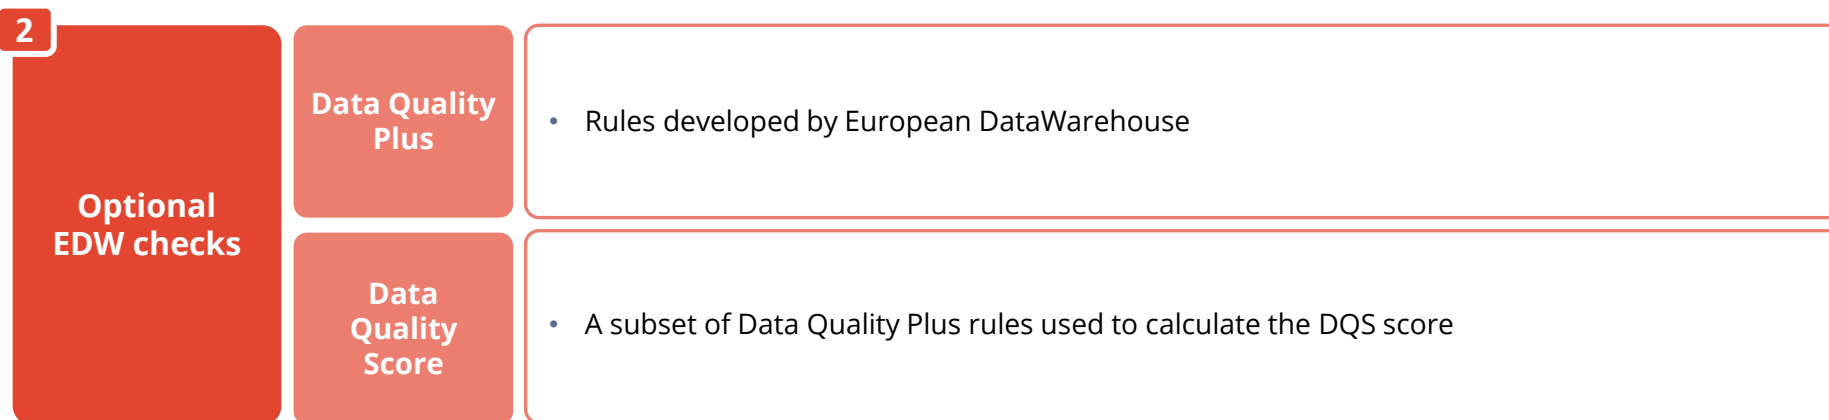 2
Optional
EDW checks
Data Quality
Plus
• Rules developed by European DataWarehouse
Data
Quality
Score
• A subset of Data Quality Plus rules used to calculate the DQS score